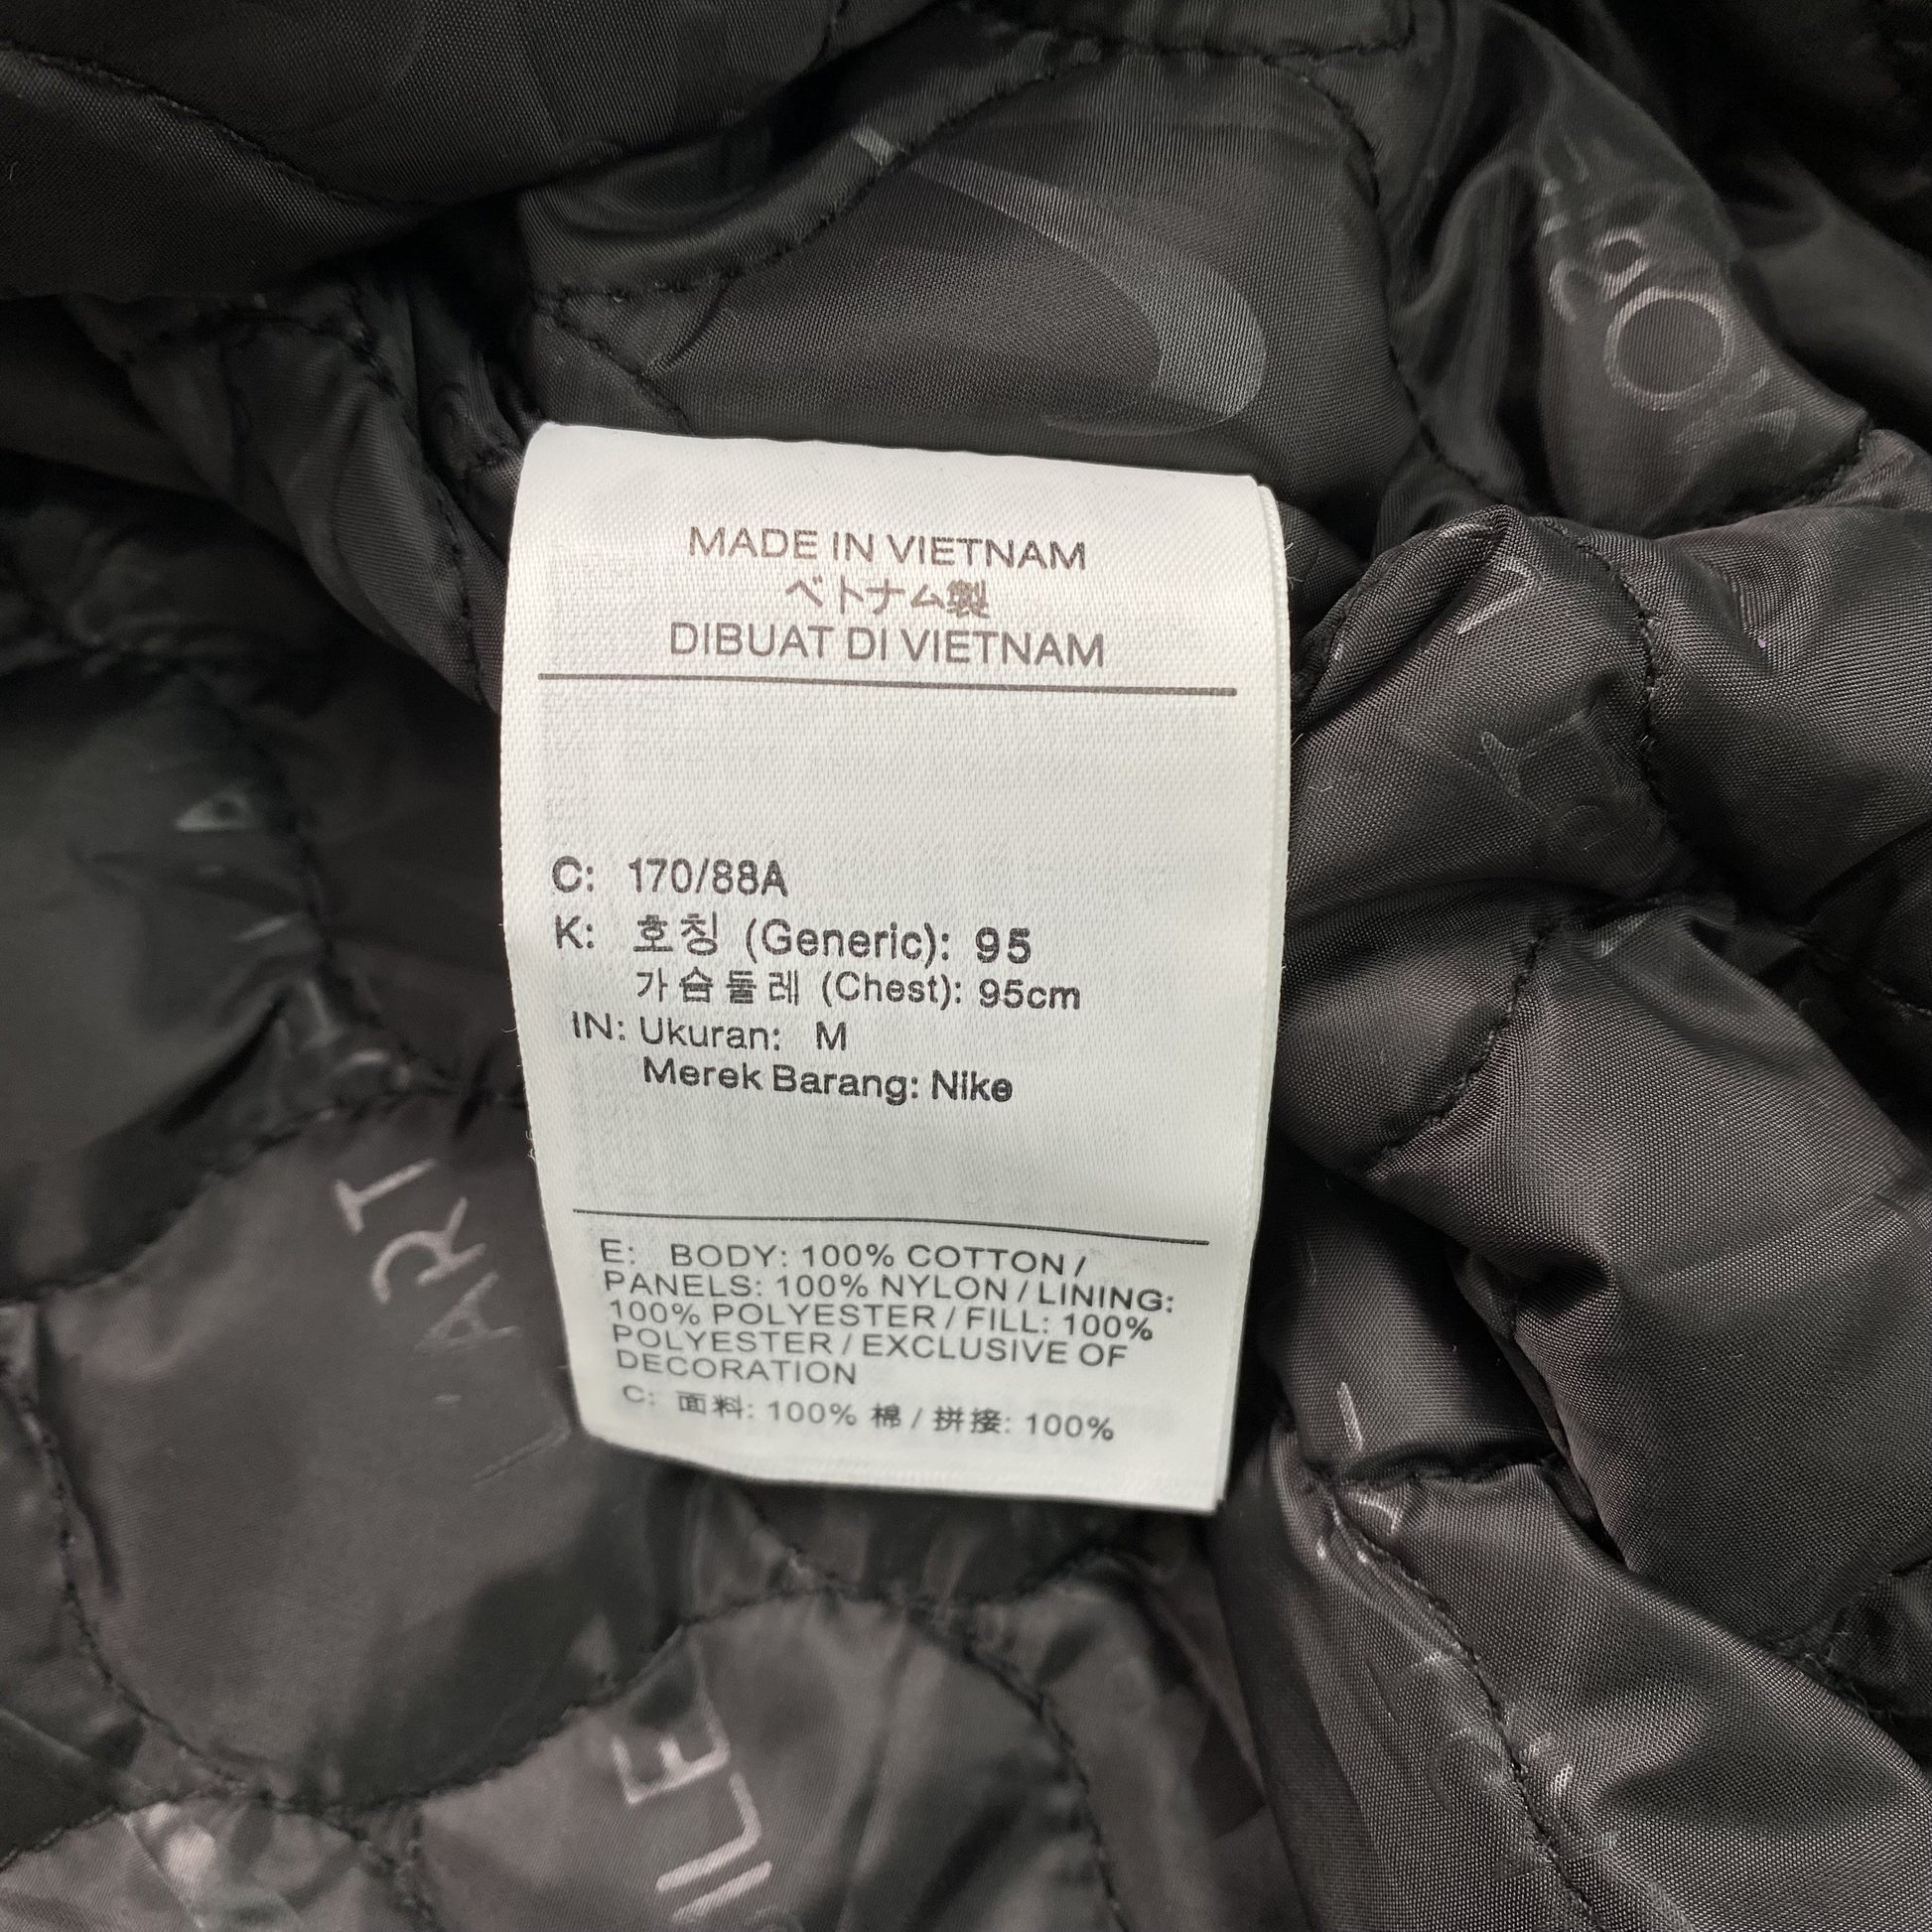 MADE IN VIETNAM
ベトナム製
DIBUAT DI VIETNAM
C: 170/88A
K: 호칭 (Generic): 95
가슴둘레 (Chest): 95cm
IN: Ukuran: M
Merek Barang: Nike
E: BODY: 100% COTTON /
PANELS: 100% NYLON / LINING:
100% POLYESTER / FILL: 100%
POLYESTER / EXCLUSIVE OF
DECORATION
C: 面料: 100% 棉 / 拼接: 100%
ART